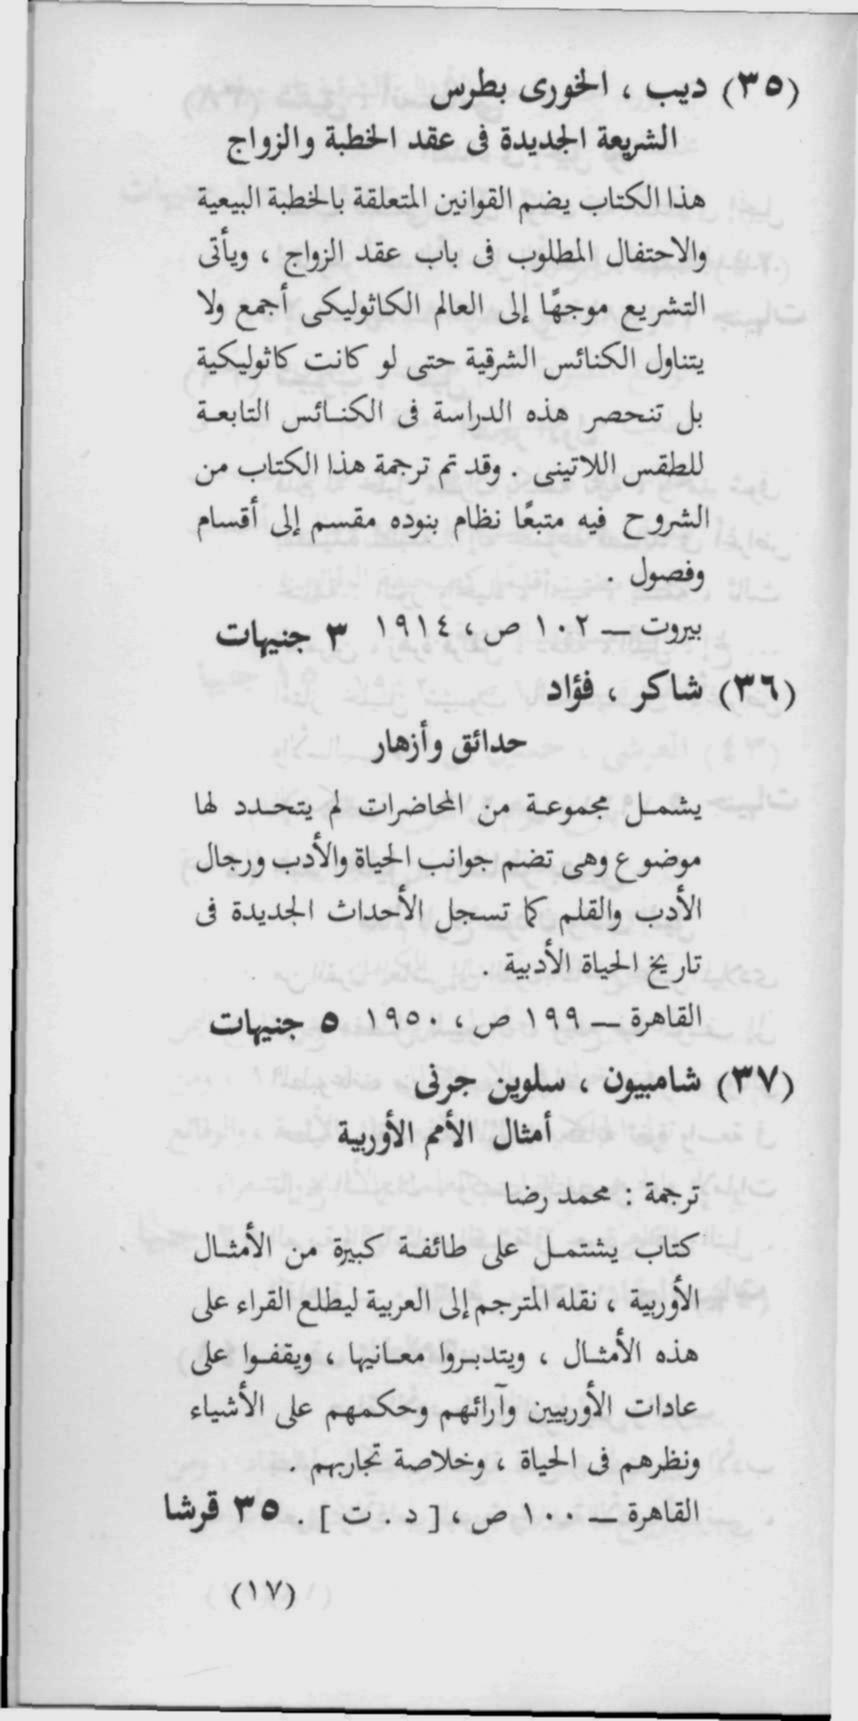 (٣٥) ديب ، الخورى بطرس
الشريعة الجديدة فى عقد الخطبة والزواج
هذا الكتاب يضم القوانين المتعلقة بالخطبة البيعية
والاحتفال المطلوب فى باب عقد الزواج ، ويأتى
التشريع موجهًا إلى العالم الكاثوليكى أجمع ولا
يتناول الكنائس الشرقية حتى لو كانت كاثوليكية
بل تنحصر هذه الدراسة فى الكنائس التابعة
للطقس اللاتينى . وقد تم ترجمة هذا الكتاب من
الشروح فيه متبعًا نظام بنوده مقسم إلى أقسام
وفصول .
بيروت – ١٠٢ ص ، ١٩١٤ ٣ جنيهات
(٣٦) شاكر ، فؤاد
حدائق وأزهار
يشمل مجموعة من المحاضرات لم يتحدد لها
موضوع وهى تضم جوانب الحياة والأدب ورجال
الأدب والقلم كما تسجل الأحداث الجديدة فى
تاريخ الحياة الأدبية .
القاهرة – ١٩٩ ص ، ١٩٥٠ ٥ جنيهات
(٣٧) شامبيون ، سلوين جرنى
أمثال الأمم الأوربية
ترجمة : محمد رضا
كتاب يشتمل على طائفة كبيرة من الأمثال
الأوربية ، نقله المترجم إلى العربية ليطلع القراء على
هذه الأمثال ، ويتدبروا معانيها ، ويقفوا على
عادات الأوربيين وآرائهم وحكمهم على الأشياء
ونظرهم فى الحياة ، وخلاصة تجاربهم .
القاهرة – ١٠٠ ص ، [ د . ت ] . ٣٥ قرشا
(١٧)